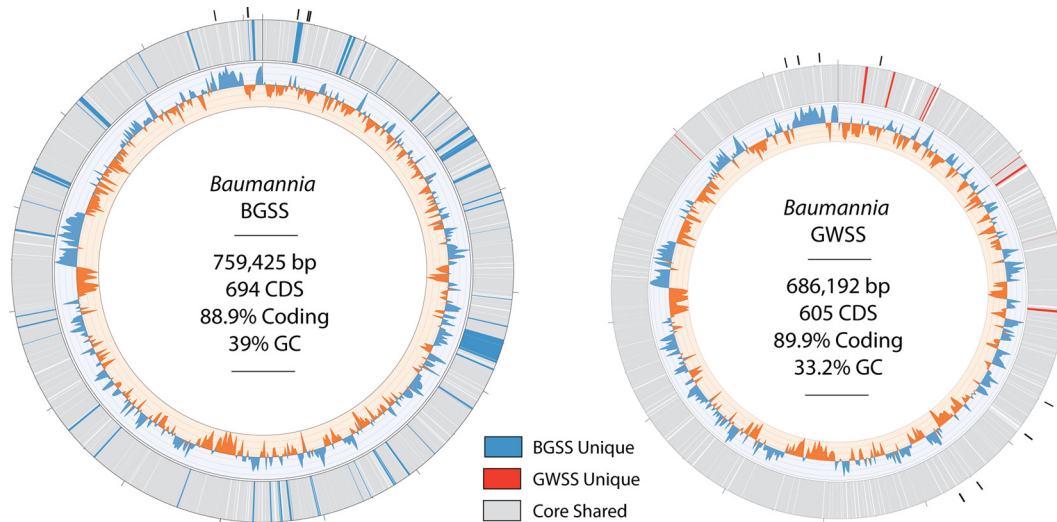 Baumannia
BGSS
759,425 bp
694 CDS
88.9% Coding
39% GC
Baumannia
GWSS
686,192 bp
605 CDS
89.9% Coding
33.2% GC
BGSS Unique
GWSS Unique
Core Shared